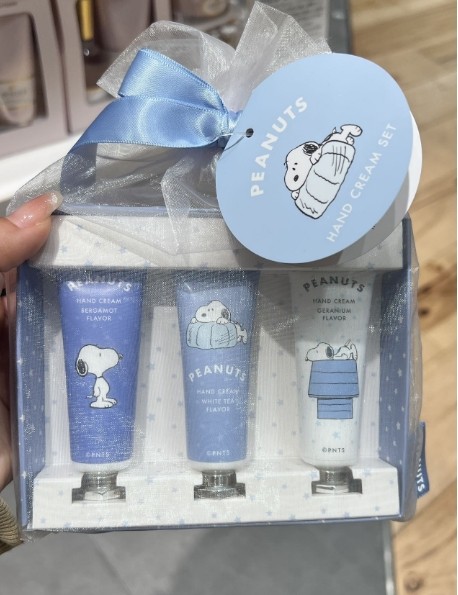 PEANUTS
HAND CREAM SET
PEANUTS
HAND CREAM
BERGAMOT
FLAVOR
©PNTS
PEANUTS
HAND CREAM
WHITE TEA
FLAVOR
©PNTS
PEANUTS
HAND CREAM
GERANIUM
FLAVOR
©PNTS
PEANUTS